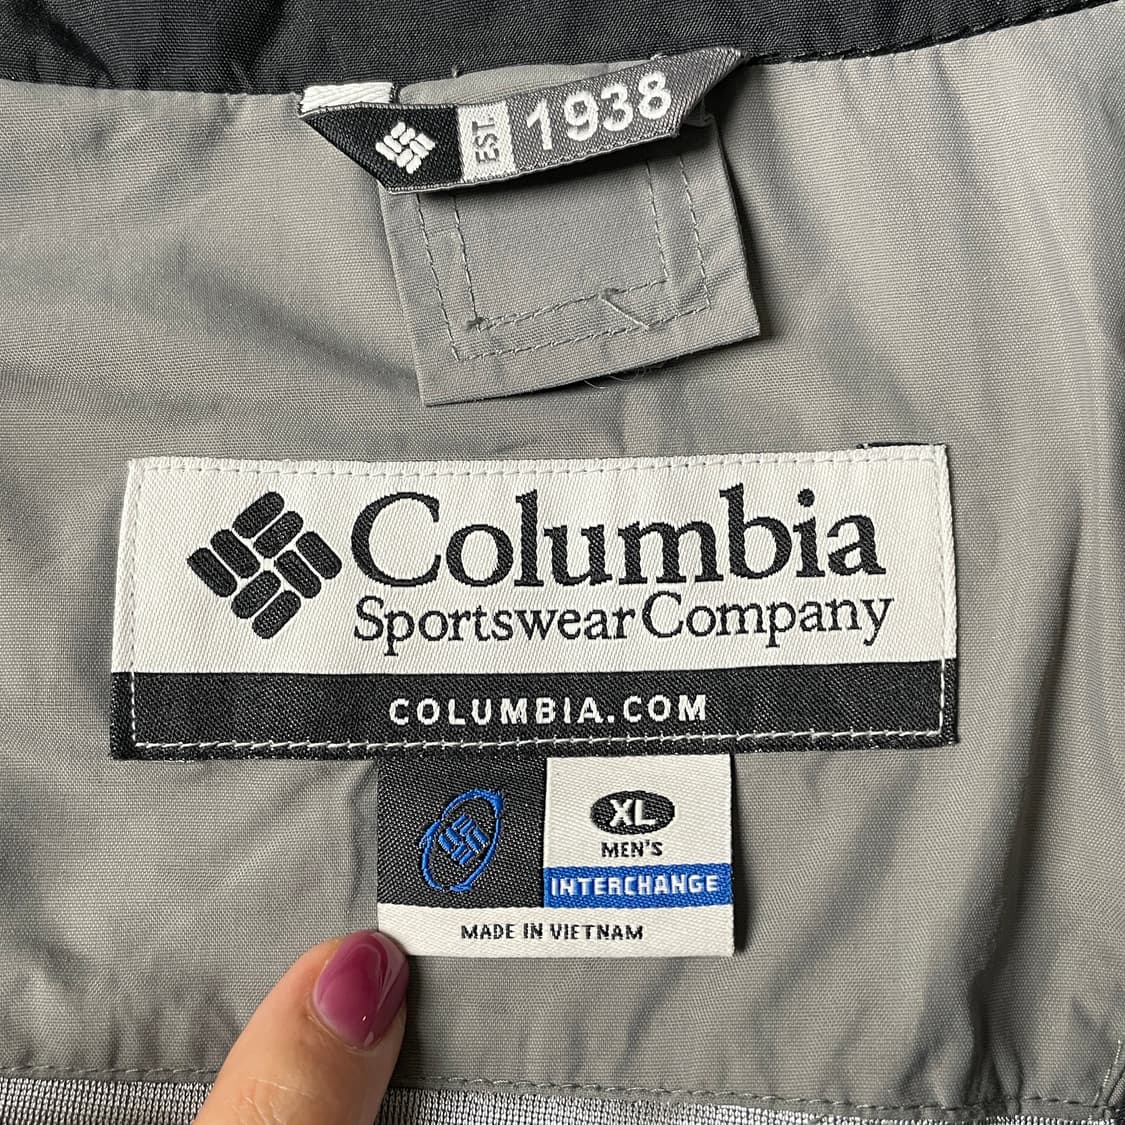 EST. 1938
Columbia
Sportswear Company
COLUMBIA.COM
XL
MEN'S
INTERCHANGE
MADE IN VIETNAM